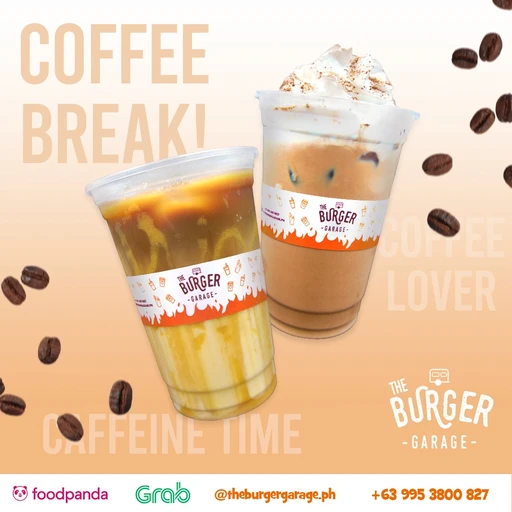 COFFEE
BREAK!
THE
BURGER
- GARAGE -
THE
BURGER
- GARAGE -
COFFEE
LOVER
THE
BURGER
- GARAGE -
CAFFEINE TIME
foodpanda
Grab
@theburgergarage.ph
+63 995 3800 827